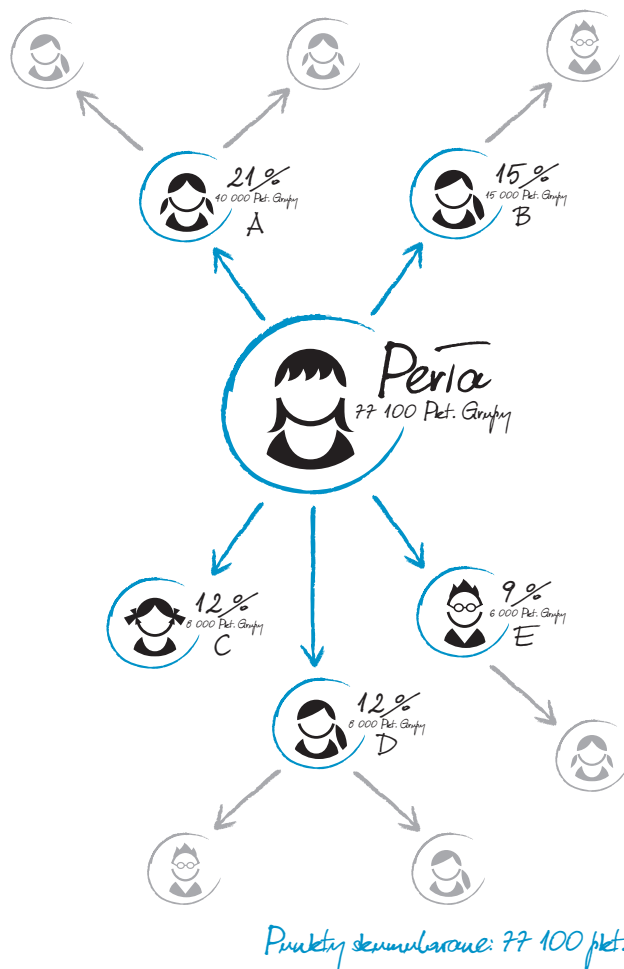 21%
40 000 Pkt. Grupy
A
15%
15 000 Pkt. Grupy
B
Perła
77 100 Pkt. Grupy
12%
8 000 Pkt. Grupy
C
9%
6 000 Pkt. Grupy
E
12%
8 000 Pkt. Grupy
D
Punkty skumulowane: 77 100 pkt.